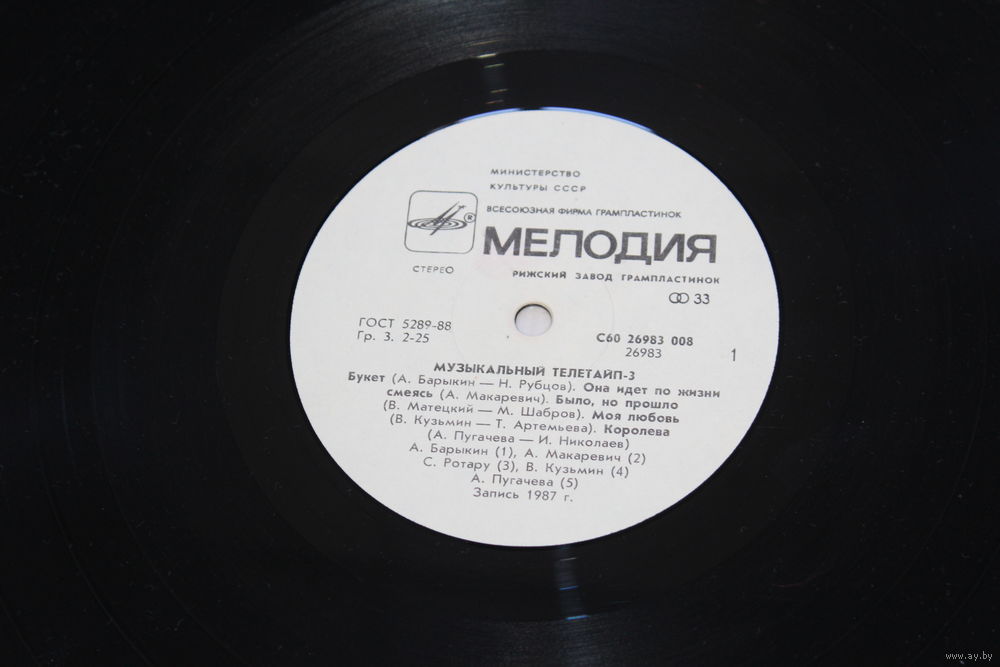 МИНИСТЕРСТВО
КУЛЬТУРЫ СССР
ВСЕСОЮЗНАЯ ФИРМА ГРАМПЛАСТИНОК
®
МЕЛОДИЯ
СТЕРЕО
РИЖСКИЙ ЗАВОД ГРАМПЛАСТИНОК
33
ГОСТ 5289-88
Гр. 3. 2-25
С60 26983 008
26983
1
МУЗЫКАЛЬНЫЙ ТЕЛЕТАЙП-3
Букет (А. Барыкин — Н. Рубцов). Она идет по жизни
смеясь (А. Макаревич). Было, но прошло
(В. Матецкий — М. Шабров). Моя любовь
(В. Кузьмин — Т. Артемьева). Королева
(А. Пугачева — И. Николаев)
А. Барыкин (1), А. Макаревич (2)
С. Ротару (3), В. Кузьмин (4)
А. Пугачева (5)
Запись 1987 г.
www.ay.by